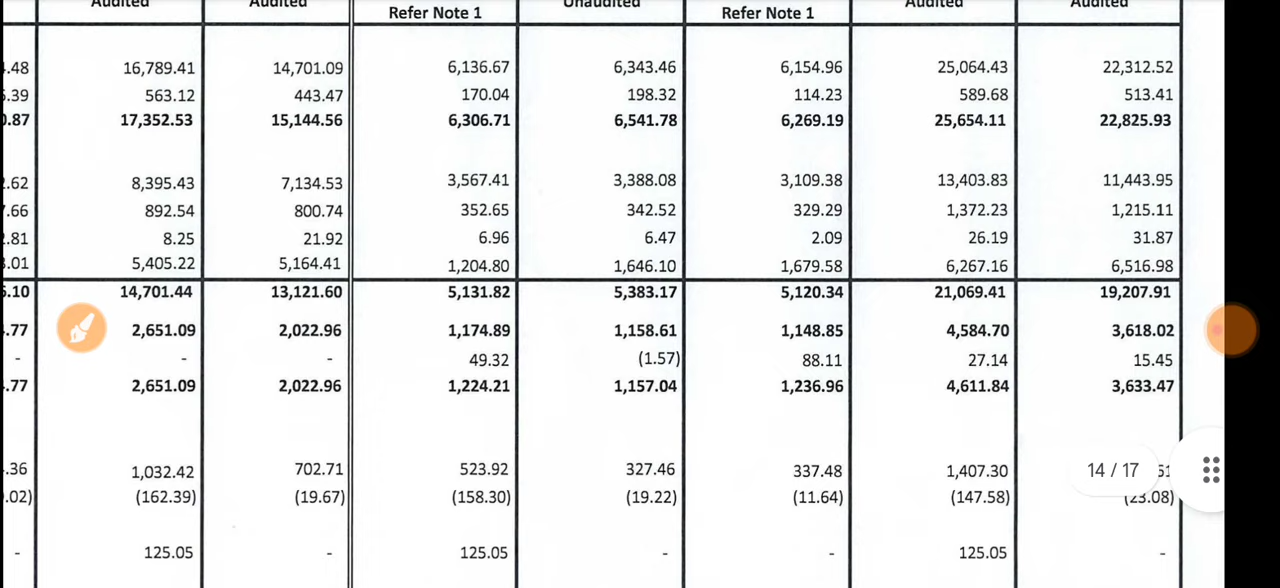 Audited Audited Unaudited Audited Audited
Refer Note 1 Refer Note 1
.48 16,789.41 14,701.09 6,136.67 6,343.46 6,154.96 25,064.43 22,312.52
.39 563.12 443.47 170.04 198.32 114.23 589.68 513.41
.87 17,352.53 15,144.56 6,306.71 6,541.78 6,269.19 25,654.11 22,825.93
.62 8,395.43 7,134.53 3,567.41 3,388.08 3,109.38 13,403.83 11,443.95
.66 892.54 800.74 352.65 342.52 329.29 1,372.23 1,215.11
.81 8.25 21.92 6.96 6.47 2.09 26.19 31.87
.01 5,405.22 5,164.41 1,204.80 1,646.10 1,679.58 6,267.16 6,516.98
.10 14,701.44 13,121.60 5,131.82 5,383.17 5,120.34 21,069.41 19,207.91
.77 2,651.09 2,022.96 1,174.89 1,158.61 1,148.85 4,584.70 3,618.02
- - - 49.32 (1.57) 88.11 27.14 15.45
.77 2,651.09 2,022.96 1,224.21 1,157.04 1,236.96 4,611.84 3,633.47
.36 1,032.42 702.71 523.92 327.46 337.48 1,407.30 14 / 17 51
.02) (162.39) (19.67) (158.30) (19.22) (11.64) (147.58) (23.08)
- 125.05 - 125.05 - - 125.05 -